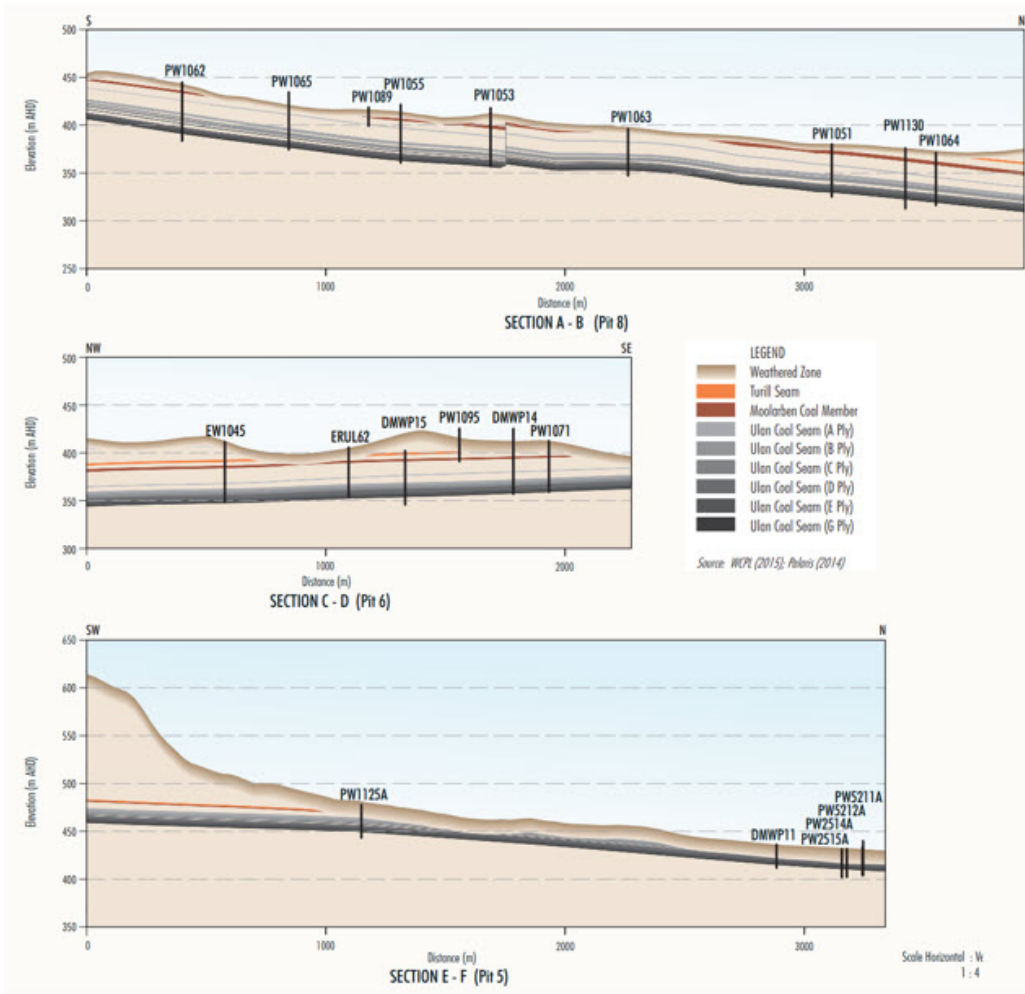 S
N
500
450
400
350
300
250
Elevation (m AHD)
PW1062
PW1065
PW1089
PW1055
PW1053
PW1063
PW1051
PW1130
PW1064
0
1000
2000
3000
Distance (m)
SECTION A - B (Pit 8)
NW
SE
500
450
400
350
300
Elevation (m AHD)
EW1045
ERUL62
DMWP15
PW1095
DMWP14
PW1071
0
1000
2000
Distance (m)
SECTION C - D (Pit 6)
LEGEND
Weathered Zone
Turill Seam
Moolarben Coal Member
Ulan Coal Seam (A Ply)
Ulan Coal Seam (B Ply)
Ulan Coal Seam (C Ply)
Ulan Coal Seam (D Ply)
Ulan Coal Seam (E Ply)
Ulan Coal Seam (G Ply)
Source: WCPL (2015); Palaris (2014)
SW
N
650
600
550
500
450
400
350
Elevation (m AHD)
PW1125A
DMWP11
PW5211A
PW5212A
PW2514A
PW2515A
0
1000
2000
3000
Distance (m)
SECTION E - F (Pit 5)
Scale Horizontal :
1 : 4